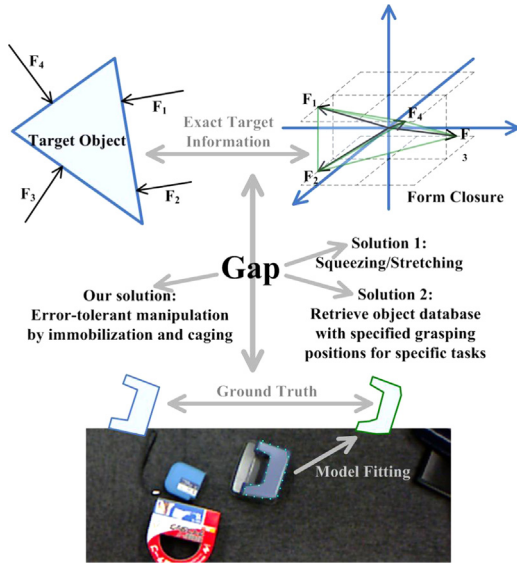 F4
F1
Target Object
F3
F2
Exact Target
Information
F1
F4
F
3
F2
Form Closure
Gap
Solution 1:
Squeezing/Stretching
Our solution:
Error-tolerant manipulation
by immobilization and caging
Solution 2:
Retrieve object database
with specified grasping
positions for specific tasks
Ground Truth
Model Fitting